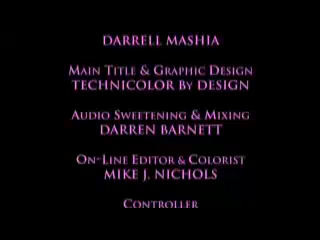 DARRELL MASHIA
MAIN TITLE & GRAPHIC DESIGN
TECHNICOLOR BY DESIGN
AUDIO SWEETENING & MIXING
DARREN BARNETT
ON-LINE EDITOR & COLORIST
MIKE J. NICHOLS
CONTROLLER